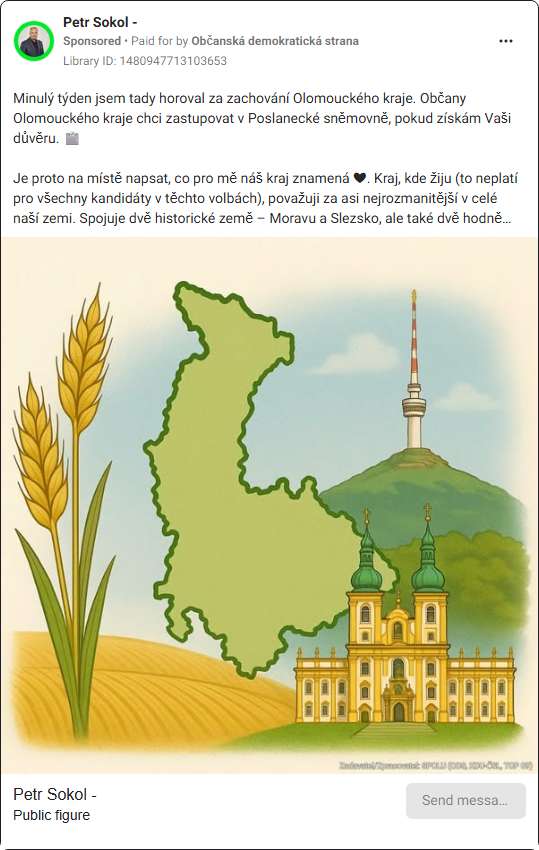 Petr Sokol -
Sponsored • Paid for by Občanská demokratická strana
Library ID: 1480947713103653
Minulý týden jsem tady horoval za zachování Olomouckého kraje. Občany
Olomouckého kraje chci zastupovat v Poslanecké sněmovně, pokud získám Vaši
důvěru. 📋
Je proto na místě napsat, co pro mě náš kraj znamená ❤. Kraj, kde žiju (to neplatí
pro všechny kandidáty v těchto volbách), považuji za asi nejrozmanitější v celé
naší zemi. Spojuje dvě historické země – Moravu a Slezsko, ale také dvě hodně...
Zadavatel/Zpracovatel: SPOLU (ODS, KDU-ČSL, TOP 09)
Petr Sokol -
Public figure
Send messa...